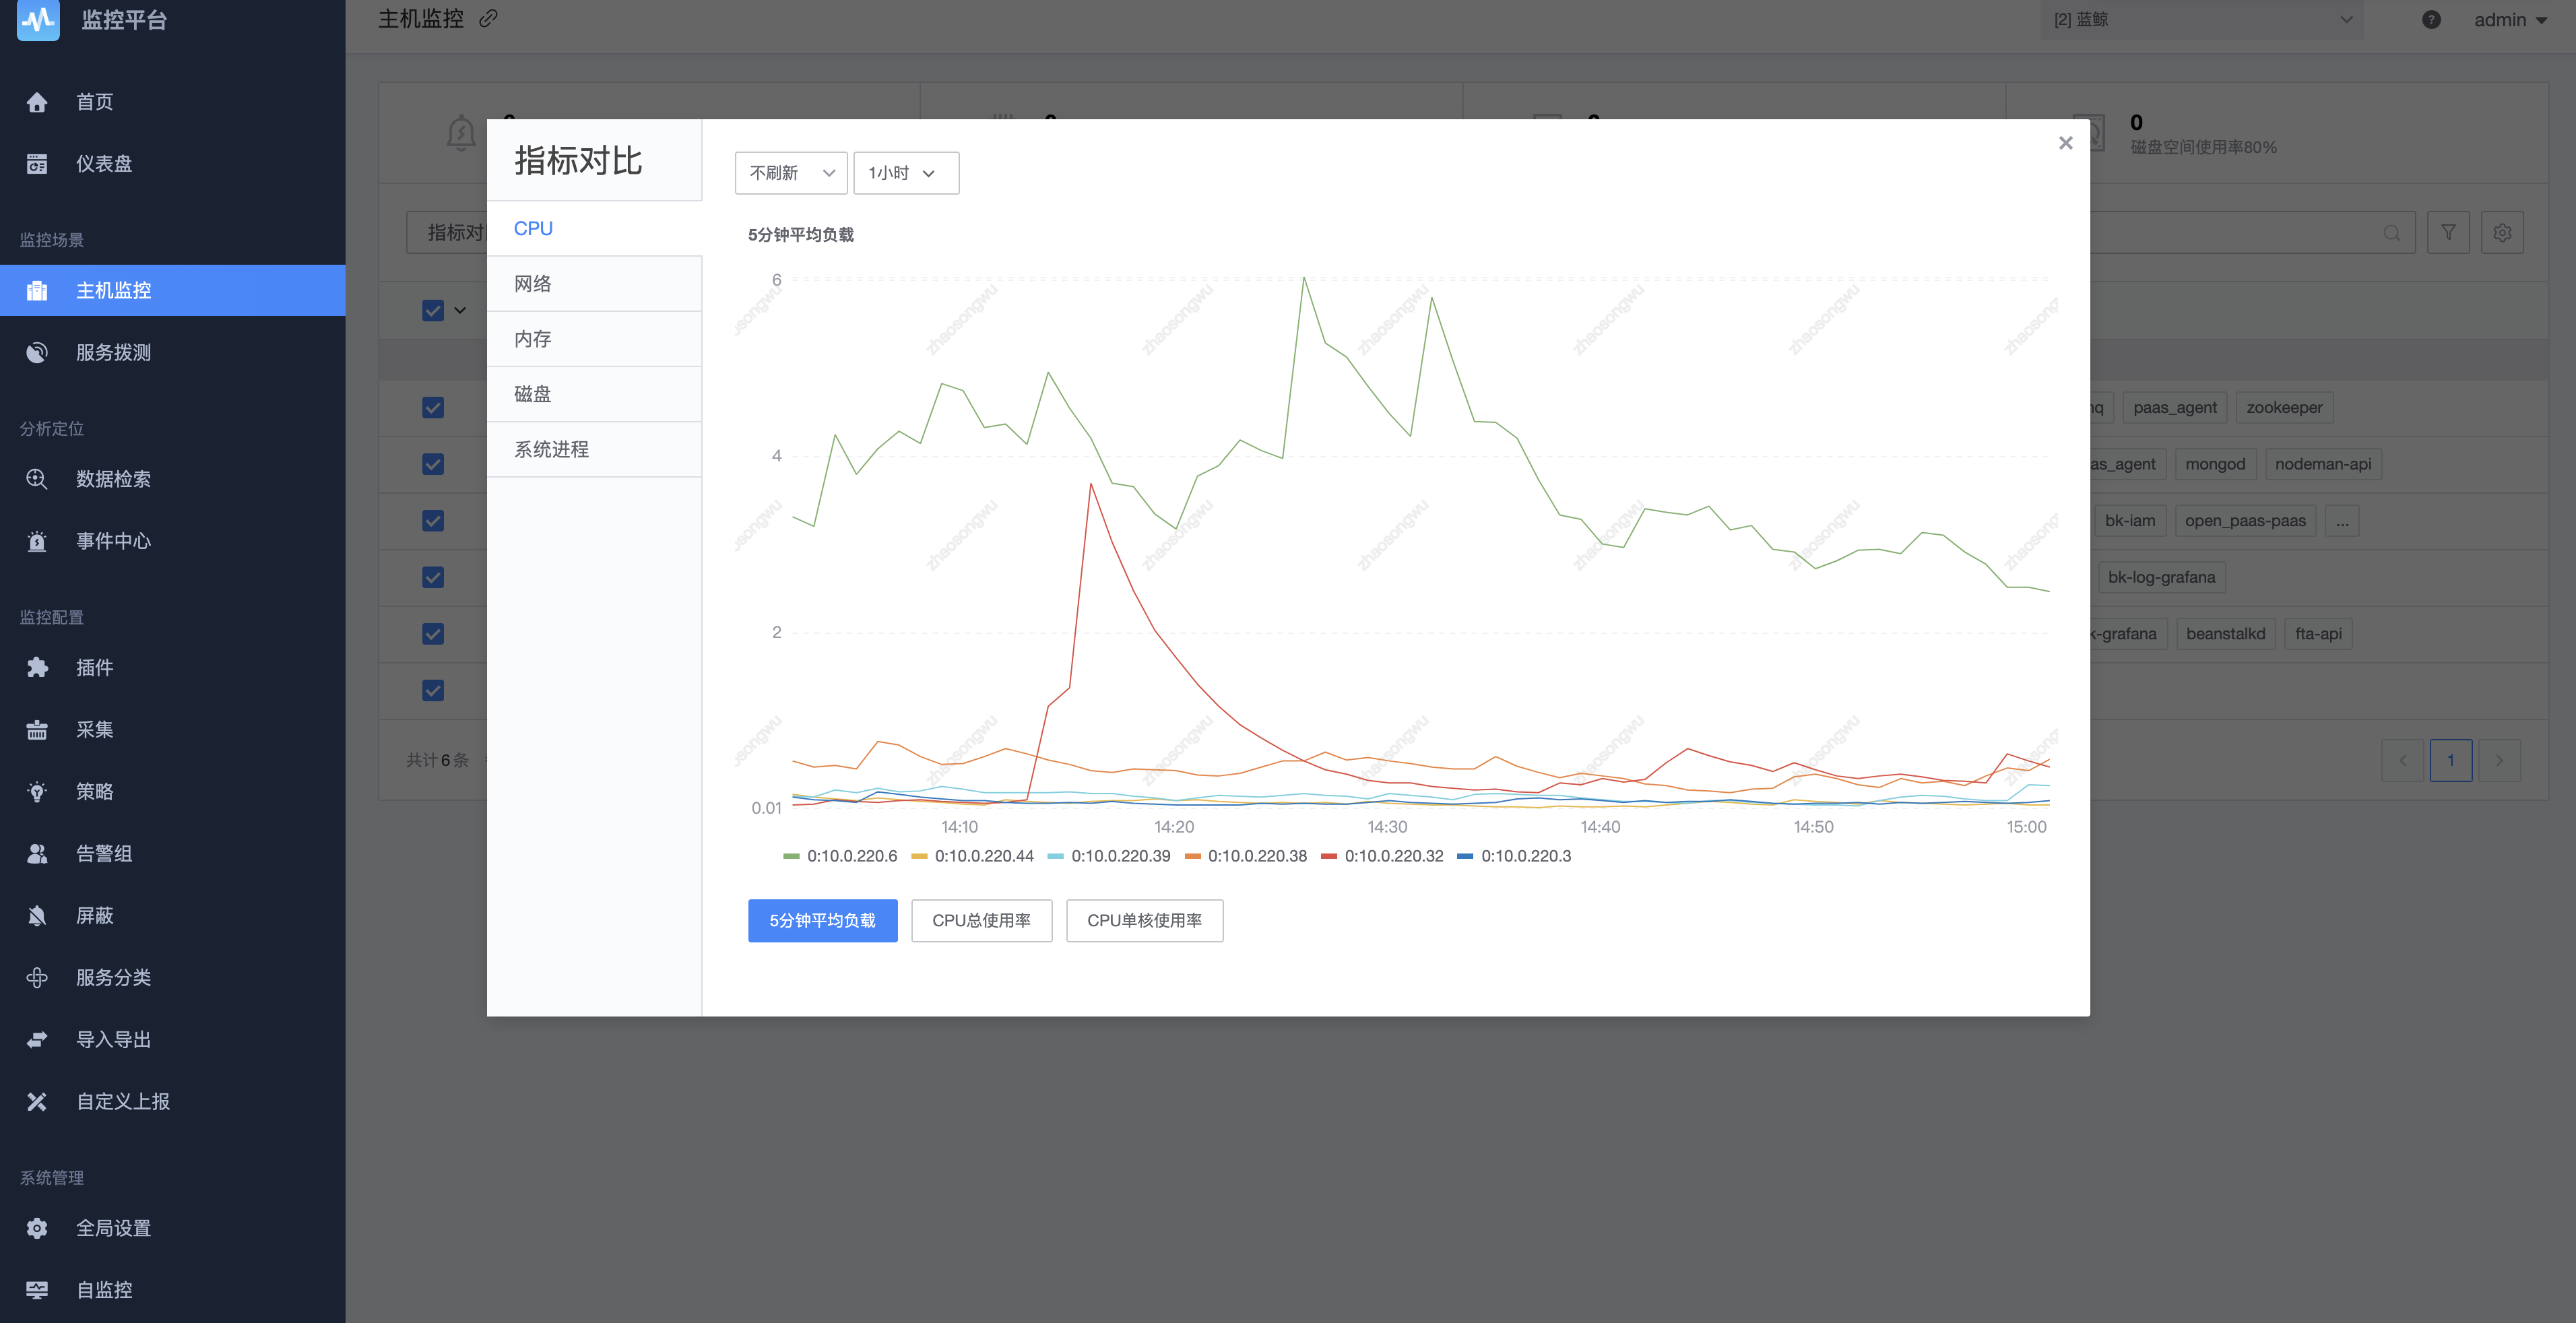 监控平台
主机监控
[2] 蓝鲸
admin
首页
仪表盘
监控场景
主机监控
服务拨测
分析定位
数据检索
事件中心
监控配置
插件
采集
策略
告警组
屏蔽
服务分类
导入导出
自定义上报
系统管理
全局设置
自监控
0
磁盘空间使用率80%
指标对
paas_agent zookeeper
mongod nodeman-api
bk-iam open_paas-paas ...
bk-log-grafana
beanstalkd fta-api
共计 6 条
1
指标对比
CPU
网络
内存
磁盘
系统进程
不刷新 1小时
5分钟平均负载
6
4
2
0.01
14:10 14:20 14:30 14:40 14:50 15:00
0:10.0.220.6 0:10.0.220.44 0:10.0.220.39 0:10.0.220.38 0:10.0.220.32 0:10.0.220.3
5分钟平均负载 CPU总使用率 CPU单核使用率
zhaosongwu